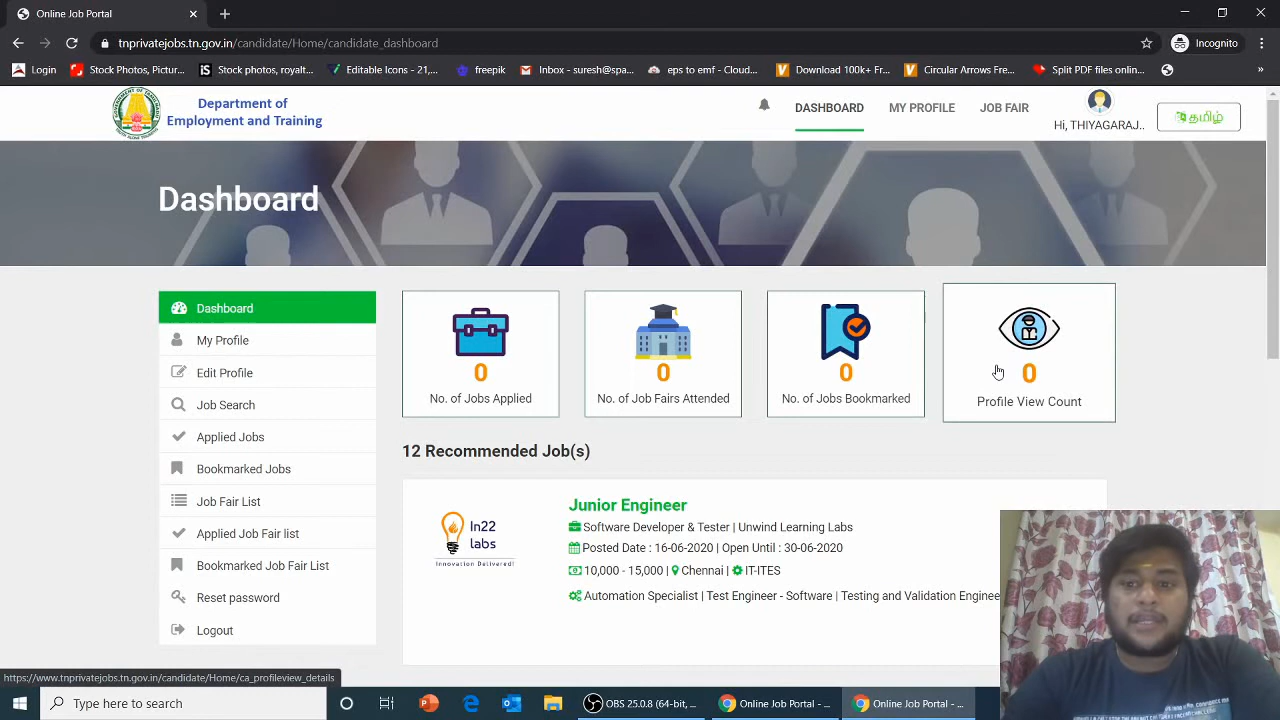 Online Job Portal
tnprivatejobs.tn.gov.in/candidate/Home/candidate_dashboard
Incognito
Login
Stock Photos, Pictur...
Stock photos, royalt...
Editable Icons - 21,...
freepik
Inbox - suresh@spa...
eps to emf - Cloud...
Download 100k+ Fr...
Circular Arrows Free...
Split PDF files onlin...
Department of
Employment and Training
DASHBOARD
MY PROFILE
JOB FAIR
Hi, THIYAGARAJ..
தமிழ்
Dashboard
Dashboard
My Profile
Edit Profile
Job Search
Applied Jobs
Bookmarked Jobs
Job Fair List
Applied Job Fair list
Bookmarked Job Fair List
Reset password
Logout
0
No. of Jobs Applied
0
No. of Job Fairs Attended
0
No. of Jobs Bookmarked
0
Profile View Count
12 Recommended Job(s)
In22
labs
Innovation Delivered!
Junior Engineer
Software Developer & Tester | Unwind Learning Labs
Posted Date : 16-06-2020 | Open Until : 30-06-2020
10,000 - 15,000 | Chennai | IT-ITES
Automation Specialist | Test Engineer - Software | Testing and Validation Enginee
https://www.tnprivatejobs.tn.gov.in/candidate/Home/ca_profileview_details
Type here to search
OBS 25.0.8 (64-bit, ...
Online Job Portal - ...
Online Job Portal - ...